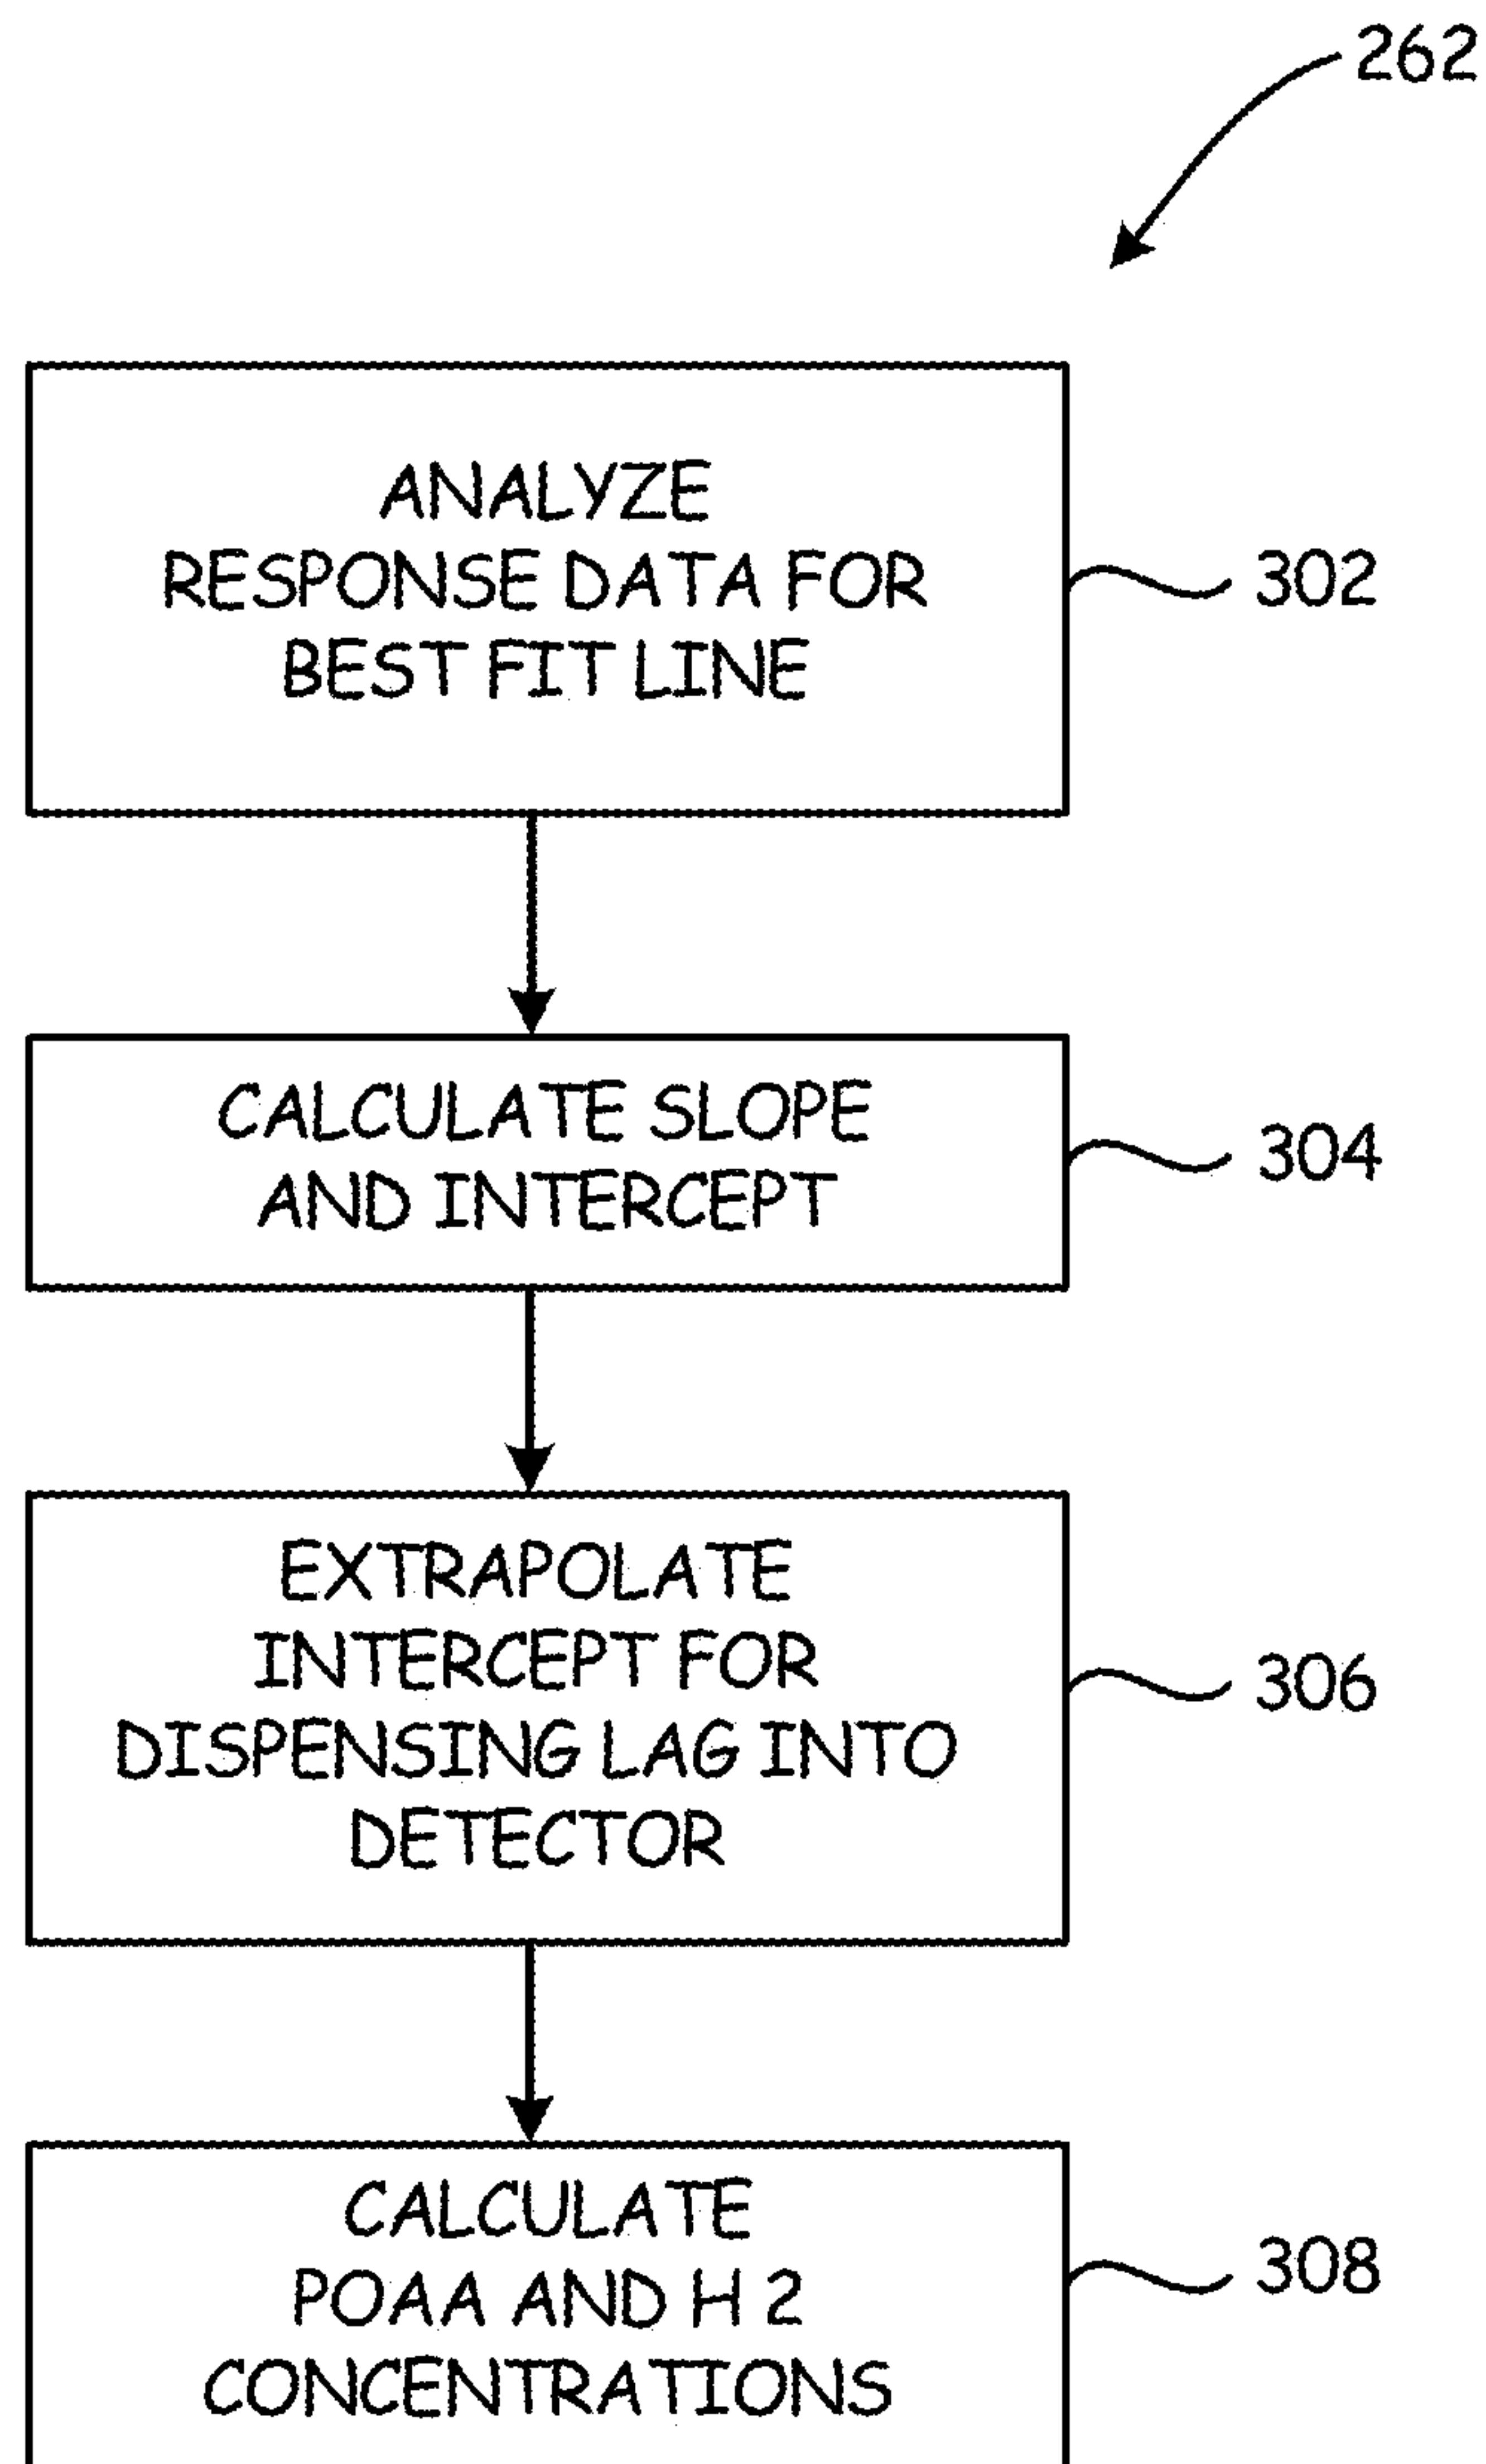 262
ANALYZE
RESPONSE DATA FOR
BEST FIT LINE
302
CALCULATE SLOPE
AND INTERCEPT
304
EXTRAPOLATE
INTERCEPT FOR
DISPENSING LAG INTO
DETECTOR
306
CALCULATE
POAA AND H 2
CONCENTRATIONS
308